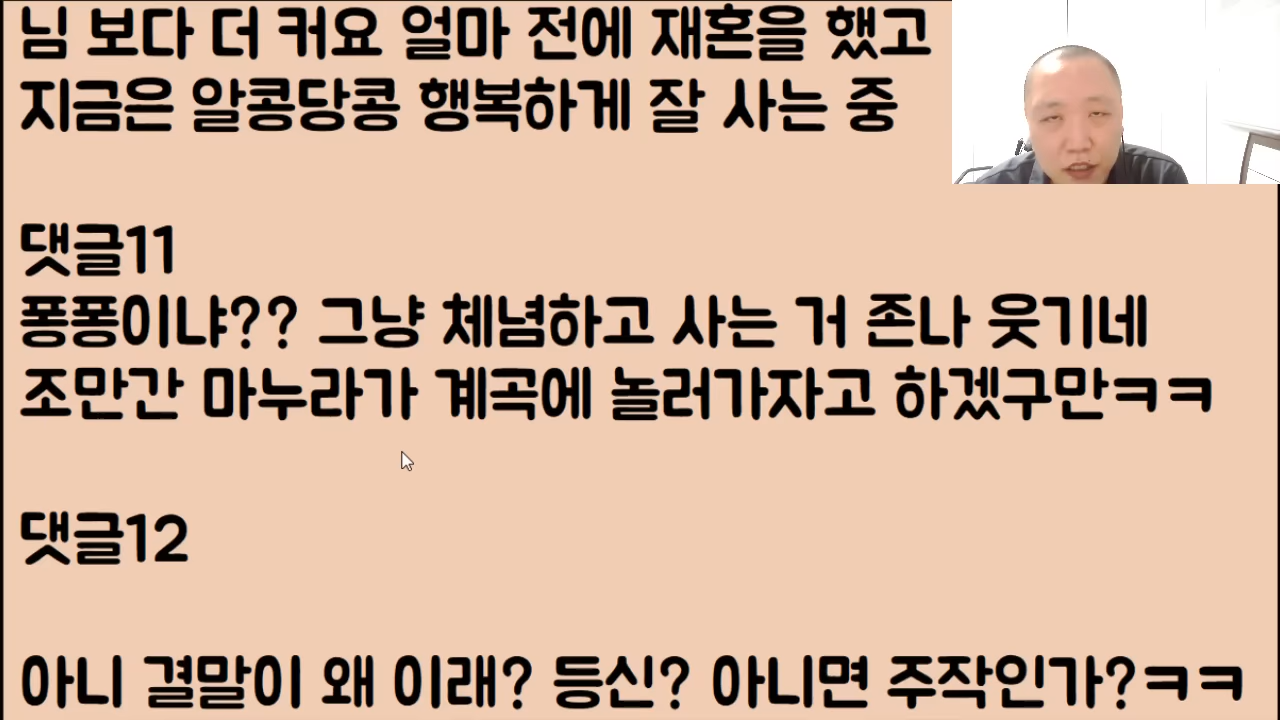 님 보다 더 커요 얼마 전에 재혼을 했고
지금은 알콩당콩 행복하게 잘 사는 중
댓글11
퐁퐁이냐?? 그냥 체념하고 사는 거 존나 웃기네
조만간 마누라가 계곡에 놀러가자고 하겠구만ㅋㅋ
댓글12
아니 결말이 왜 이래? 등신? 아니면 주작인가?ㅋㅋ